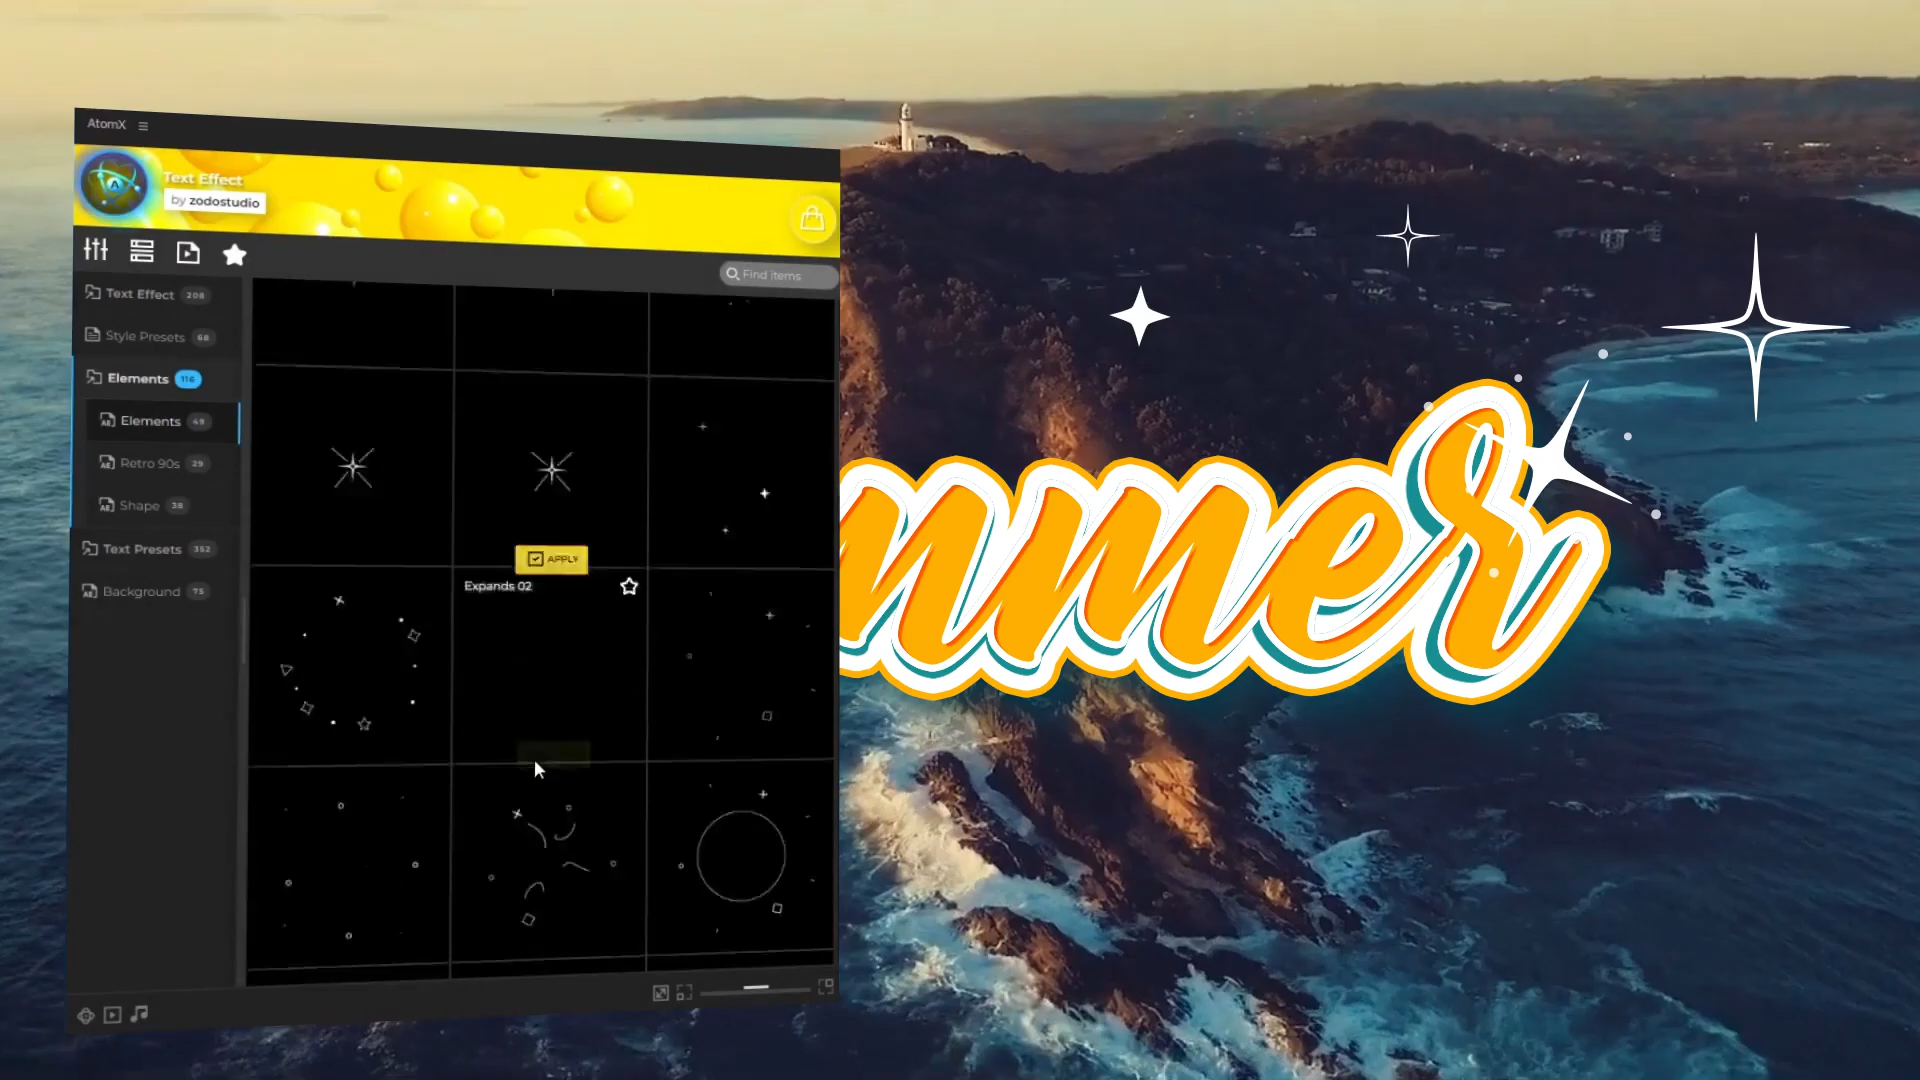 AtomX
Text Effect
by zodostudio
Find items
Text Effect 208
Style Presets 68
Elements 116
Elements 49
Retro 90s 29
Shape 38
Text Presets 352
Background 75
APPLY
Expands 02
mmer